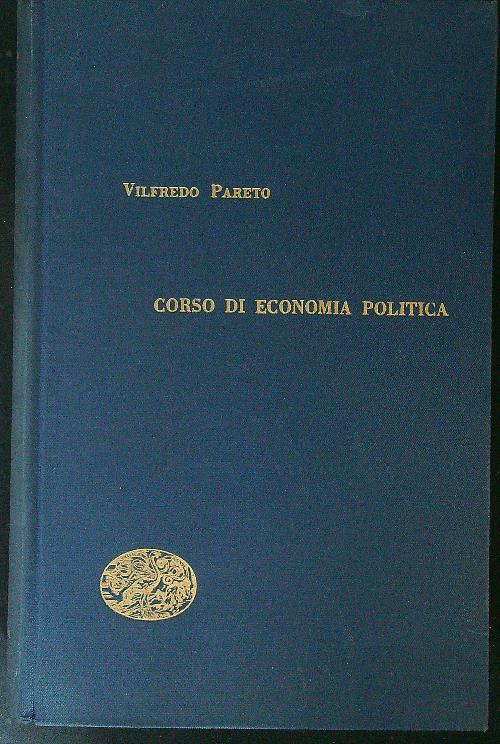 Vilfredo Pareto
CORSO DI ECONOMIA POLITICA